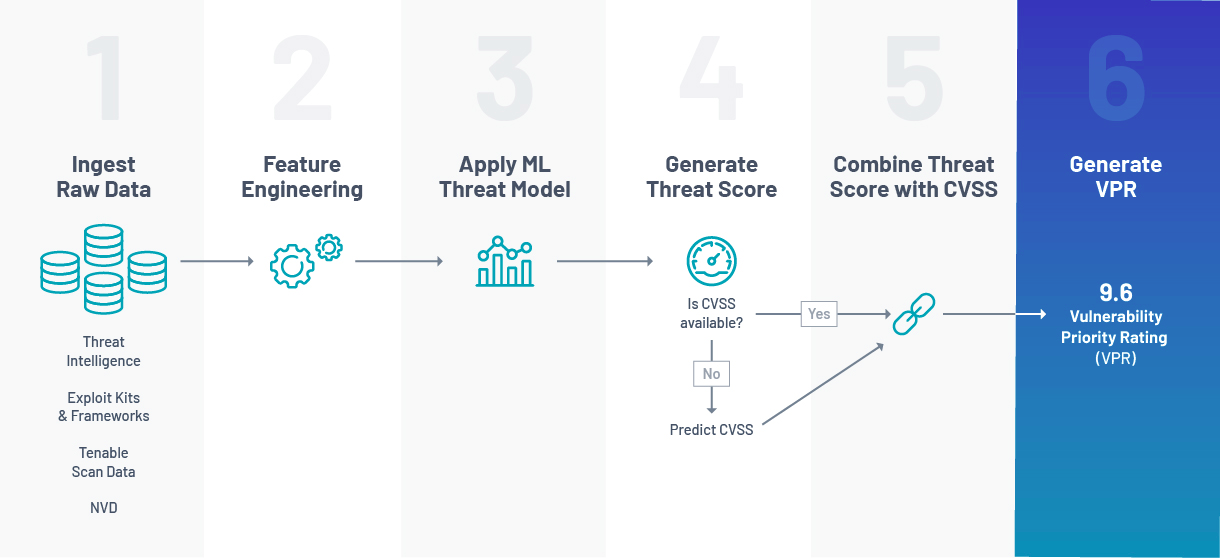 1
Ingest
Raw Data
Threat
Intelligence
Exploit Kits
& Frameworks
Tenable
Scan Data
NVD
2
Feature
Engineering
3
Apply ML
Threat Model
4
Generate
Threat Score
Is CVSS
available?
Yes
No
Predict CVSS
5
Combine Threat
Score with CVSS
6
Generate
VPR
9.6
Vulnerability
Priority Rating
(VPR)